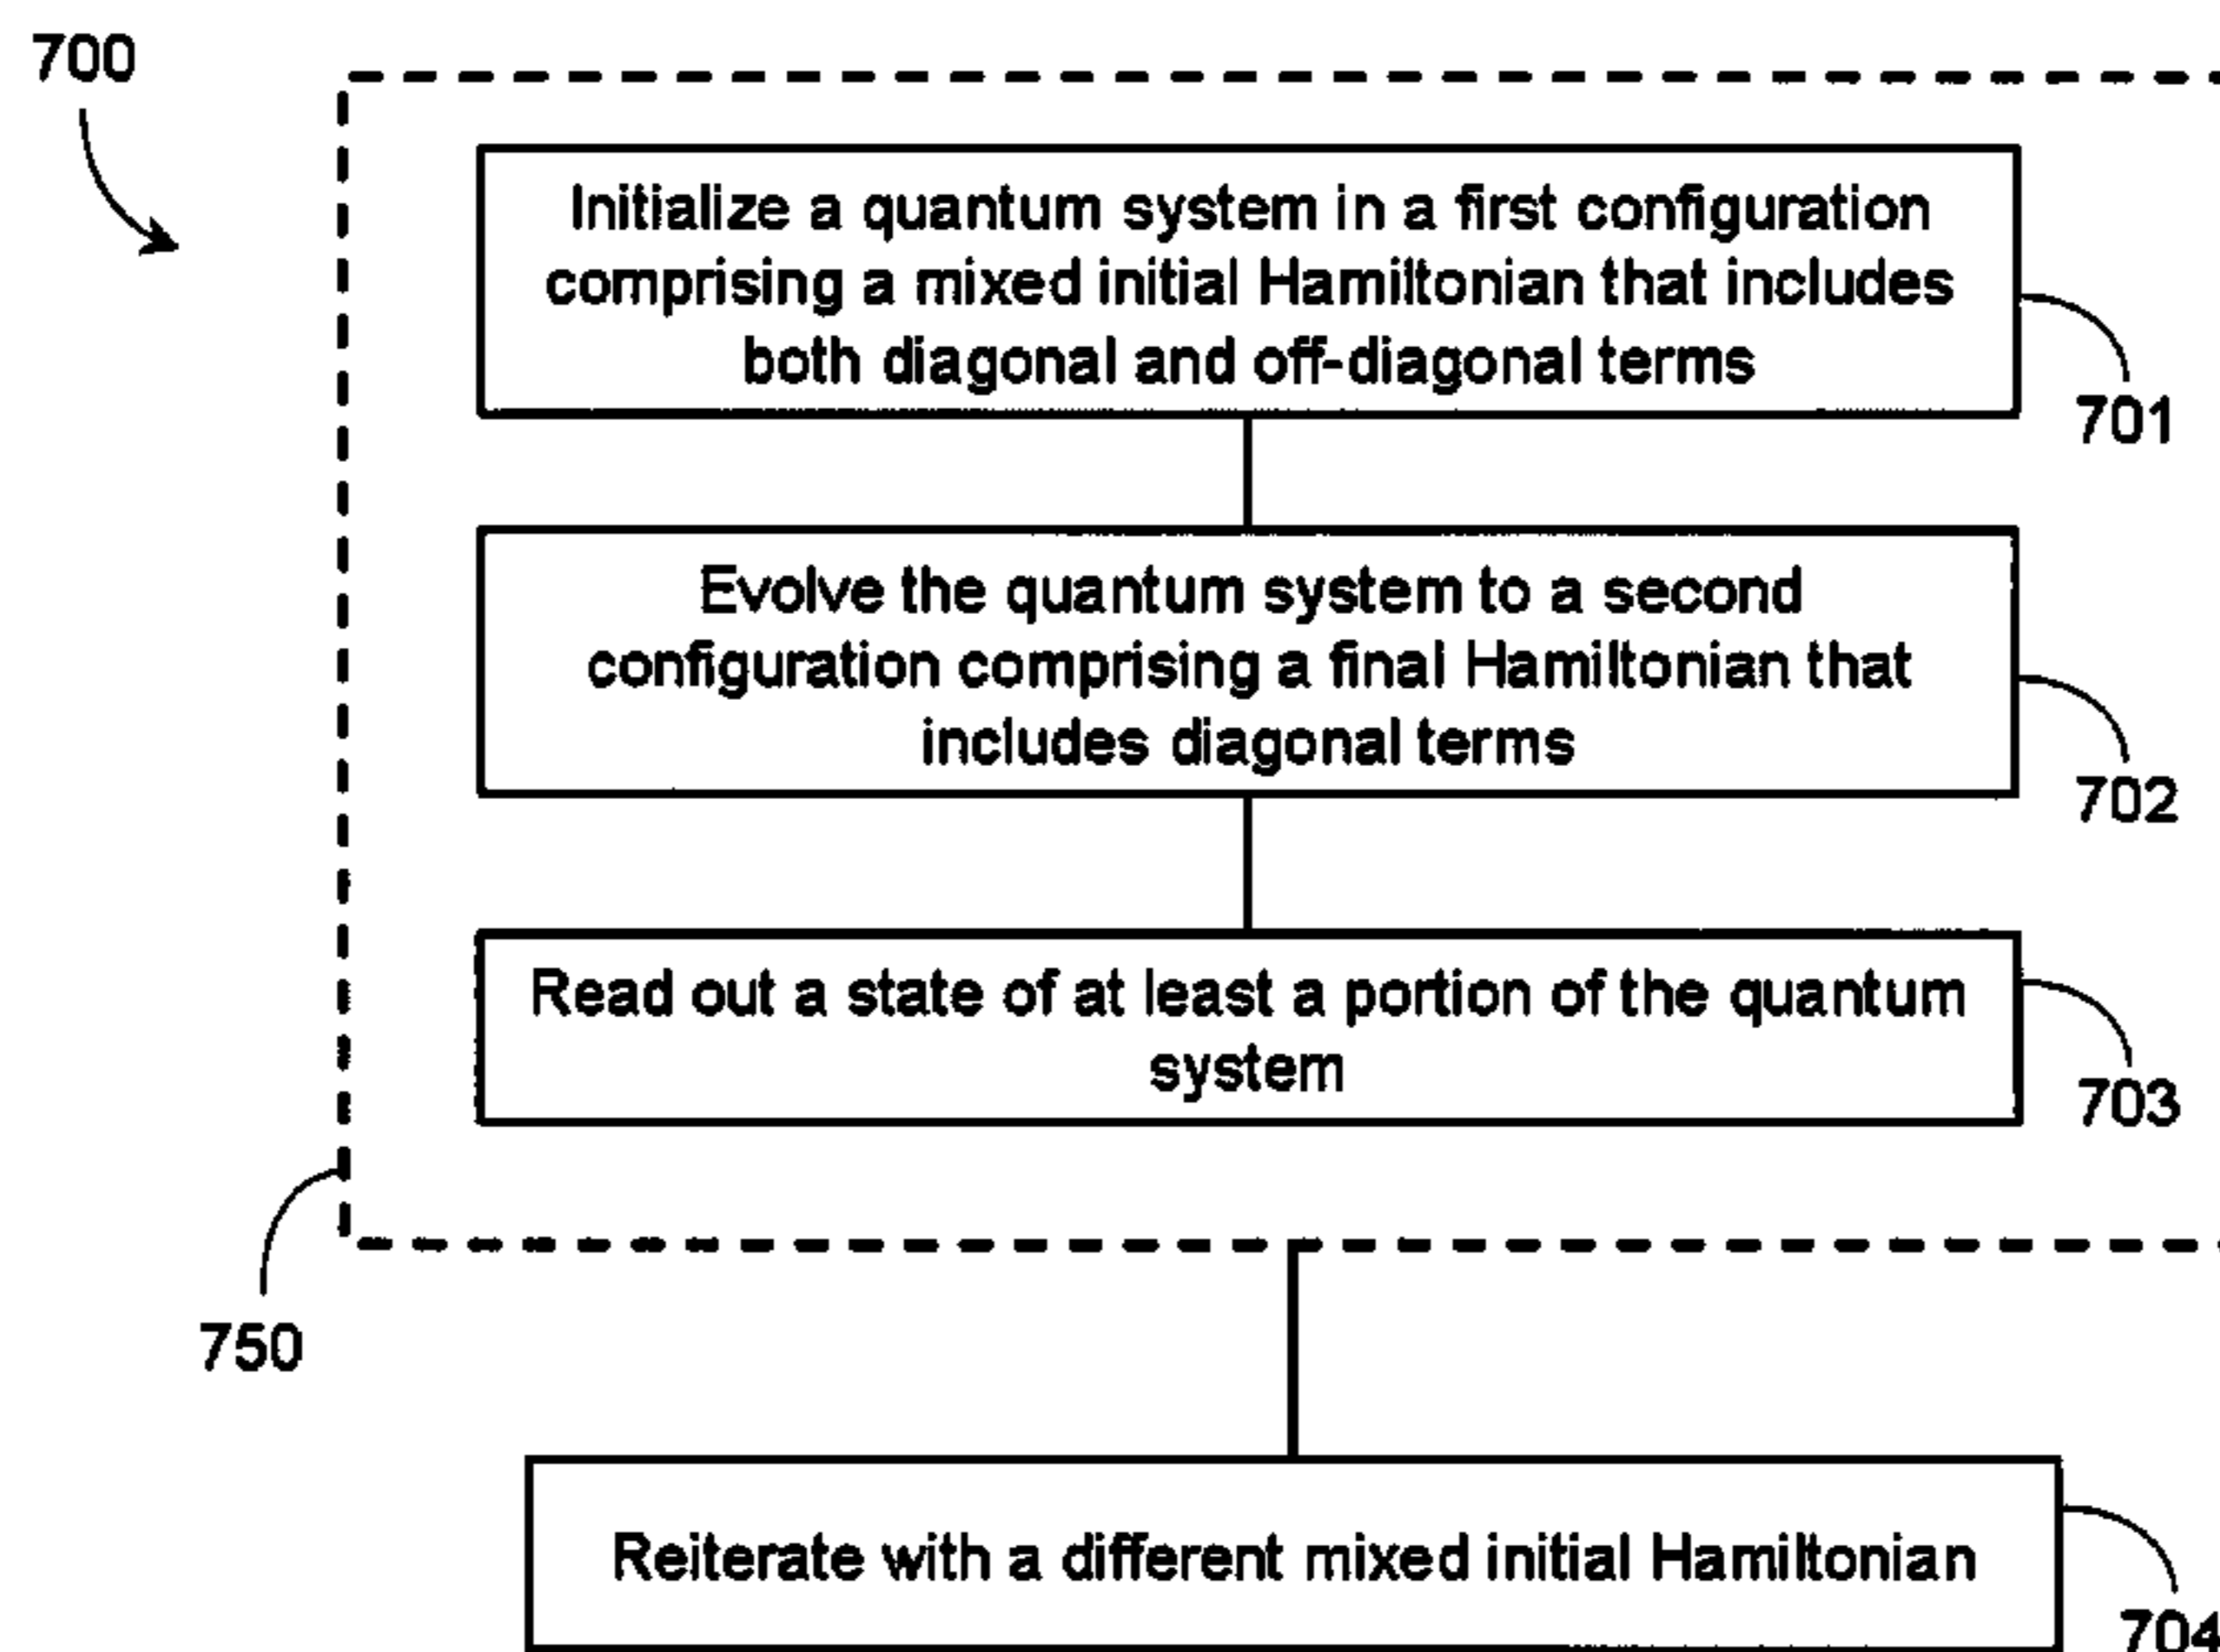 700
Initialize a quantum system in a first configuration
comprising a mixed initial Hamiltonian that includes
both diagonal and off-diagonal terms
701
Evolve the quantum system to a second
configuration comprising a final Hamiltonian that
includes diagonal terms
702
Read out a state of at least a portion of the quantum
system
703
750
Reiterate with a different mixed initial Hamiltonian
704